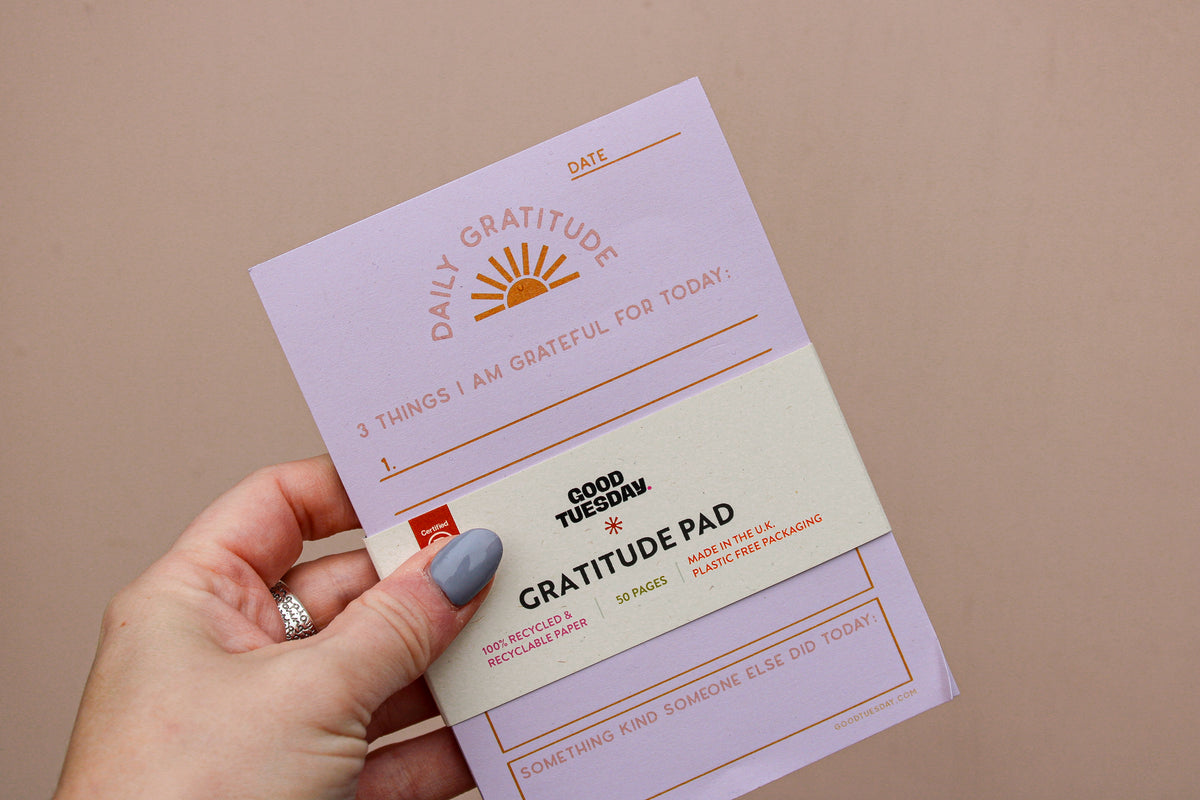 DATE
DAILY GRATITUDE
3 THINGS I AM GRATEFUL FOR TODAY:
1.
Certified
GOOD
TUESDAY.
GRATITUDE PAD
100% RECYCLED &
RECYCLABLE PAPER
50 PAGES
MADE IN THE U.K.
PLASTIC FREE PACKAGING
SOMETHING KIND SOMEONE ELSE DID TODAY:
GOODTUESDAY.COM